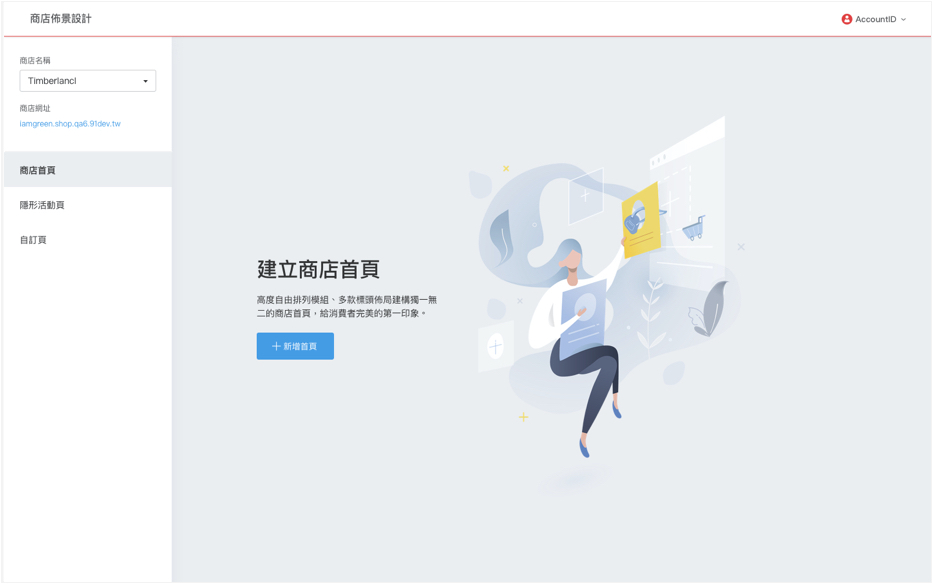 商店佈景設計
AccountID
商店名稱
Timberlancl
商店網址
iamgreen.shop.qa6.91dev.tw
商店首頁
隱形活動頁
自訂頁
建立商店首頁
高度自由排列模組、多款標頭佈局建構獨一無
二的商店首頁，給消費者完美的第一印象。
新增首頁